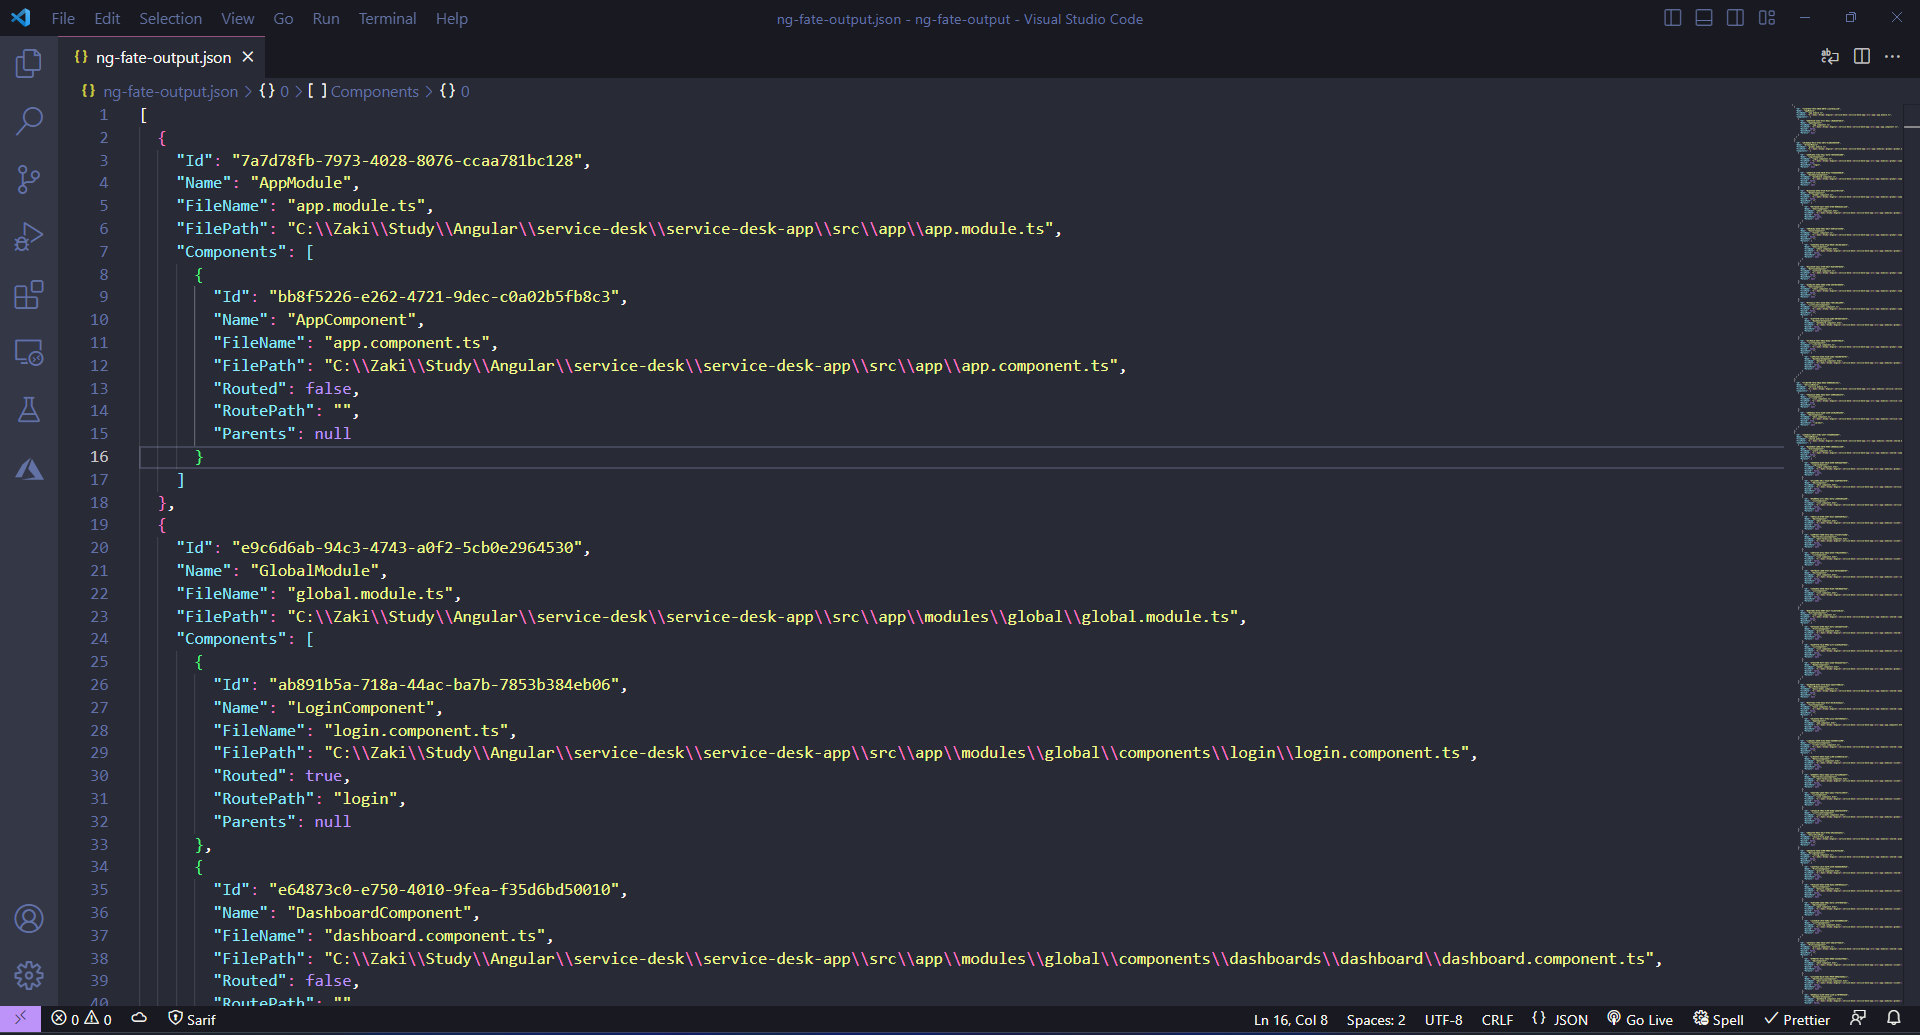 File Edit Selection View Go Run Terminal Help
ng-fate-output.json - ng-fate-output - Visual Studio Code
{} ng-fate-output.json ×
{} ng-fate-output.json > {} 0 > [ ] Components > {} 0
1 [
2 {
3 "Id": "7a7d78fb-7973-4028-8076-ccaa781bc128",
4 "Name": "AppModule",
5 "FileName": "app.module.ts",
6 "FilePath": "C:\\Zaki\\Study\\Angular\\service-desk\\service-desk-app\\src\\app\\app.module.ts",
7 "Components": [
8 {
9 "Id": "bb8f5226-e262-4721-9dec-c0a02b5fb8c3",
10 "Name": "AppComponent",
11 "FileName": "app.component.ts",
12 "FilePath": "C:\\Zaki\\Study\\Angular\\service-desk\\service-desk-app\\src\\app\\app.component.ts",
13 "Routed": false,
14 "RoutePath": "",
15 "Parents": null
16 }
17 ]
18 },
19 {
20 "Id": "e9c6d6ab-94c3-4743-a0f2-5cb0e2964530",
21 "Name": "GlobalModule",
22 "FileName": "global.module.ts",
23 "FilePath": "C:\\Zaki\\Study\\Angular\\service-desk\\service-desk-app\\src\\app\\modules\\global\\global.module.ts",
24 "Components": [
25 {
26 "Id": "ab891b5a-718a-44ac-ba7b-7853b384eb06",
27 "Name": "LoginComponent",
28 "FileName": "login.component.ts",
29 "FilePath": "C:\\Zaki\\Study\\Angular\\service-desk\\service-desk-app\\src\\app\\modules\\global\\components\\login\\login.component.ts",
30 "Routed": true,
31 "RoutePath": "login",
32 "Parents": null
33 },
34 {
35 "Id": "e64873c0-e750-4010-9fea-f35d6bd50010",
36 "Name": "DashboardComponent",
37 "FileName": "dashboard.component.ts",
38 "FilePath": "C:\\Zaki\\Study\\Angular\\service-desk\\service-desk-app\\src\\app\\modules\\global\\components\\dashboards\\dashboard\\dashboard.component.ts",
39 "Routed": false,
40 "RoutePath": ""
0 0 Sarif Ln 16, Col 8 Spaces: 2 UTF-8 CRLF {} JSON Go Live Spell Prettier